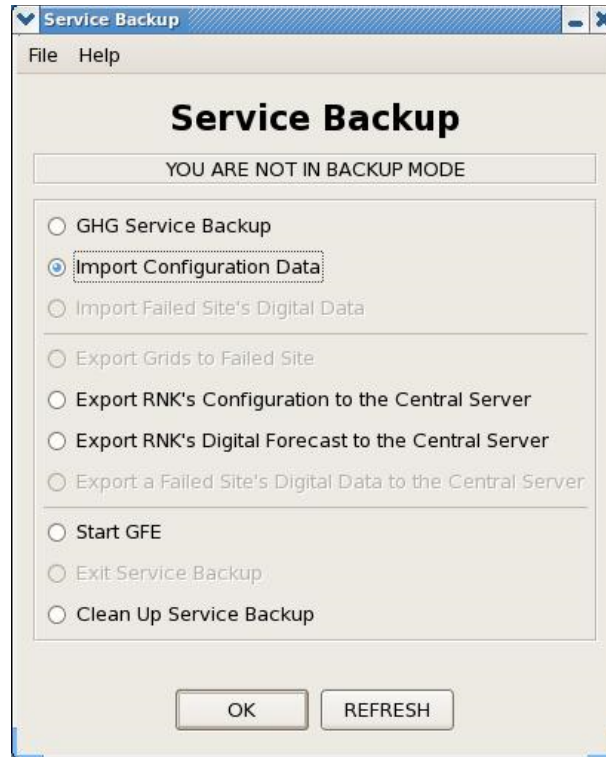 Service Backup
File Help
Service Backup
YOU ARE NOT IN BACKUP MODE
GHG Service Backup
Import Configuration Data
Import Failed Site's Digital Data
Export Grids to Failed Site
Export RNK's Configuration to the Central Server
Export RNK's Digital Forecast to the Central Server
Export a Failed Site's Digital Data to the Central Server
Start GFE
Exit Service Backup
Clean Up Service Backup
OK REFRESH